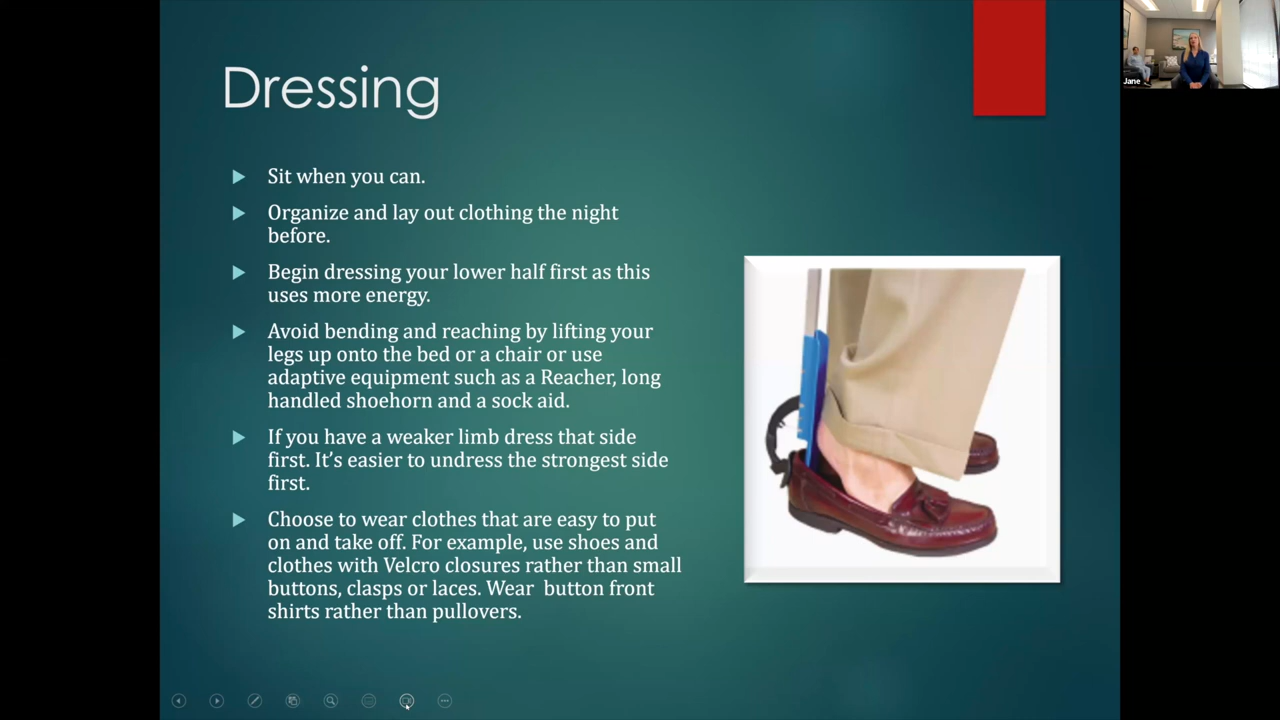 Dressing
Sit when you can.
Organize and lay out clothing the night
before.
Begin dressing your lower half first as this
uses more energy.
Avoid bending and reaching by lifting your
legs up onto the bed or a chair or use
adaptive equipment such as a Reacher, long
handled shoehorn and a sock aid.
If you have a weaker limb dress that side
first. It’s easier to undress the strongest side
first.
Choose to wear clothes that are easy to put
on and take off. For example, use shoes and
clothes with Velcro closures rather than small
buttons, clasps or laces. Wear  button front
shirts rather than pullovers.
Jane